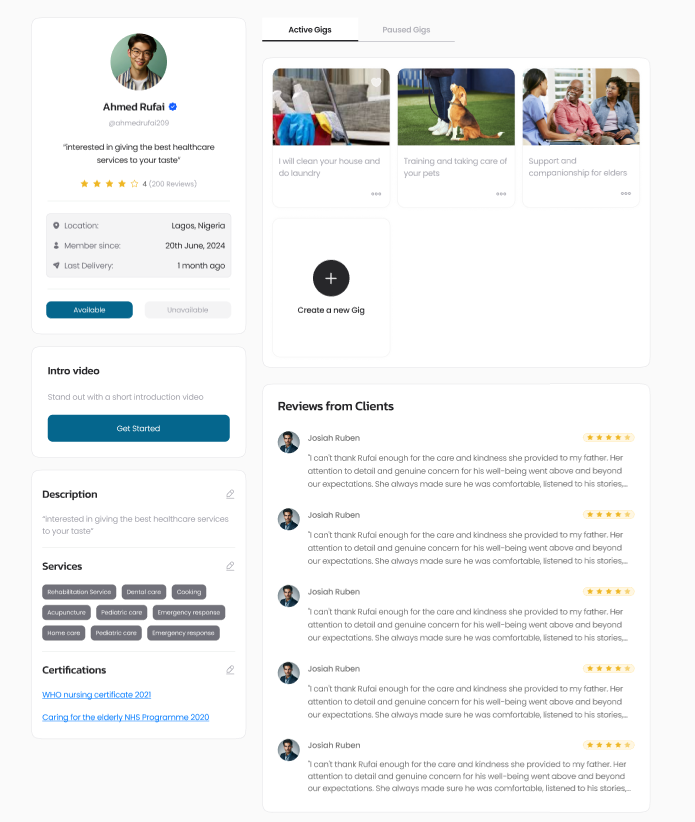 Ahmed Rufai
@ahmedrufai209
"interested in giving the best healthcare
services to your taste"
4 (200 Reviews)
Location: Lagos, Nigeria
Member since: 20th June, 2024
Last Delivery: 1 month ago
Available Unavailable
Intro video
Stand out with a short introduction video
Get Started
Description
"interested in giving the best healthcare services
to your taste"
Services
Rehabilitation Service Dental care Cooking
Acupuncture Pediatric care Emergency response
Home care Pediatric care Emergency response
Certifications
WHO nursing certificate 2021
Caring for the elderly NHS Programme 2020
Active Gigs Paused Gigs
I will clean your house and
do laundry
Training and taking care of
your pets
Support and
companionship for elders
Create a new Gig
Reviews from Clients
Josiah Ruben
"I can't thank Rufai enough for the care and kindness she provided to my father. Her
attention to detail and genuine concern for his well-being went above and beyond
our expectations. She always made sure he was comfortable, listened to his stories,...
Josiah Ruben
"I can't thank Rufai enough for the care and kindness she provided to my father. Her
attention to detail and genuine concern for his well-being went above and beyond
our expectations. She always made sure he was comfortable, listened to his stories,...
Josiah Ruben
"I can't thank Rufai enough for the care and kindness she provided to my father. Her
attention to detail and genuine concern for his well-being went above and beyond
our expectations. She always made sure he was comfortable, listened to his stories,...
Josiah Ruben
"I can't thank Rufai enough for the care and kindness she provided to my father. Her
attention to detail and genuine concern for his well-being went above and beyond
our expectations. She always made sure he was comfortable, listened to his stories,...
Josiah Ruben
"I can't thank Rufai enough for the care and kindness she provided to my father. Her
attention to detail and genuine concern for his well-being went above and beyond
our expectations. She always made sure he was comfortable, listened to his stories,...